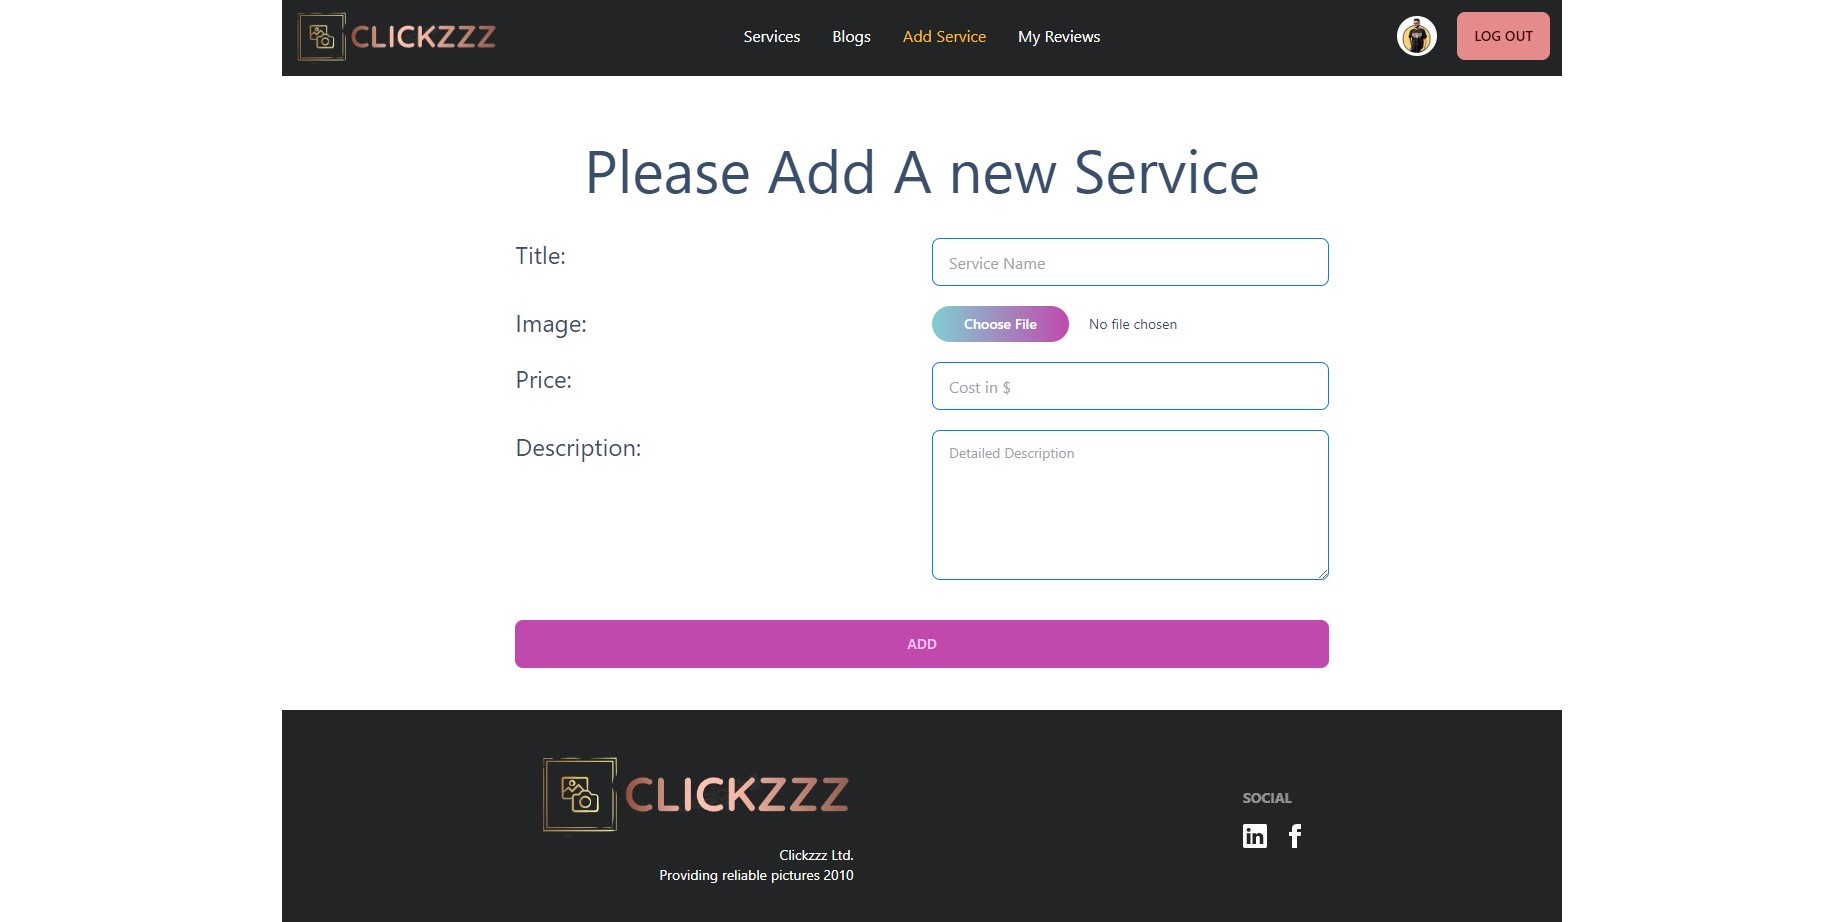 CLICKZZZ
Services Blogs Add Service My Reviews
LOG OUT
Please Add A new Service
Title:
Service Name
Image:
Choose File No file chosen
Price:
Cost in $
Description:
Detailed Description
ADD
CLICKZZZ
Clickzzz Ltd.
Providing reliable pictures 2010
SOCIAL
in f